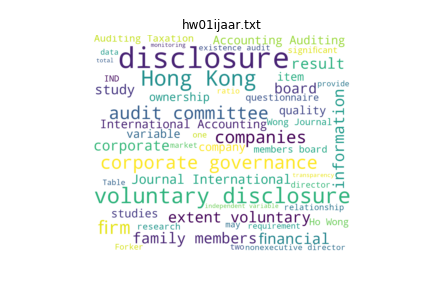 hw01ijaar.txt
Auditing Taxation
Accounting Auditing
monitoring
data
existence audit
significant
total
disclosure
result
IND
Hong Kong
item
study
board
ratio
provide
ownership
questionnaire
audit committee
quality
information
International Accounting
Wong Journal
variable
one
companies
corporate
market
company
members board
corporate governance
transparency
Table
Journal International
director
voluntary disclosure
independent variable
relationship
studies
extent voluntary
Ho Wong
firm
research
may
requirement
family members
financial
Forker
two
nonexecutive director